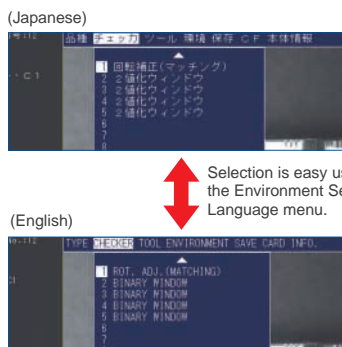 (Japanese)
品種 チェッカ ツール 環境 保存 CF 本体情報
C1
1 回転補正(マッチング)
2 2値化ウィンドウ
3 2値化ウィンドウ
4 2値化ウィンドウ
5 2値化ウィンドウ
6
7
8
Selection is easy us
the Environment Se
Language menu.
(English)
TYPE CHECKER TOOL ENVIRONMENT SAVE CARD INFO.
1 ROT. ADJ.(MATCHING)
2 BINARY WINDOW
3 BINARY WINDOW
4 BINARY WINDOW
5 BINARY WINDOW
6
7